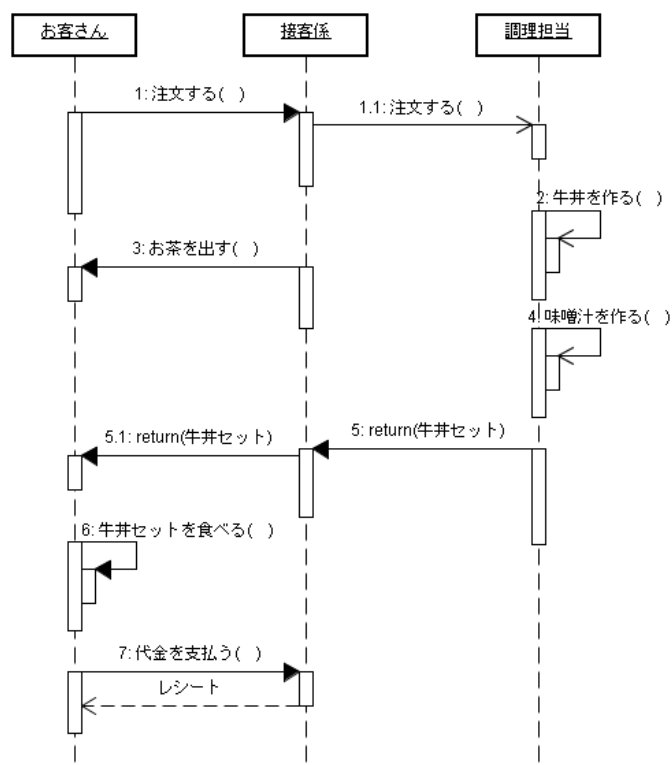 お客さん
接客係
調理担当
1: 注文する( )
1.1: 注文する( )
2: 牛丼を作る( )
3: お茶を出す( )
4: 味噌汁を作る( )
5: return(牛丼セット)
5.1: return(牛丼セット)
6: 牛丼セットを食べる( )
7: 代金を支払う( )
レシート